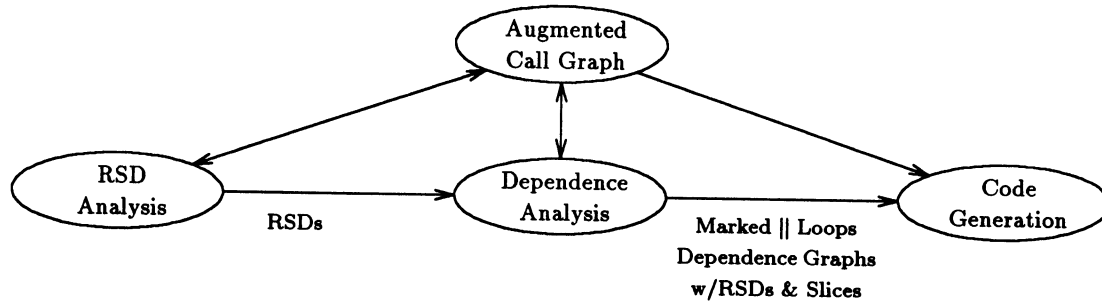 Augmented
Call Graph
RSD
Analysis
RSDs
Dependence
Analysis
Marked || Loops
Dependence Graphs
w/RSDs & Slices
Code
Generation